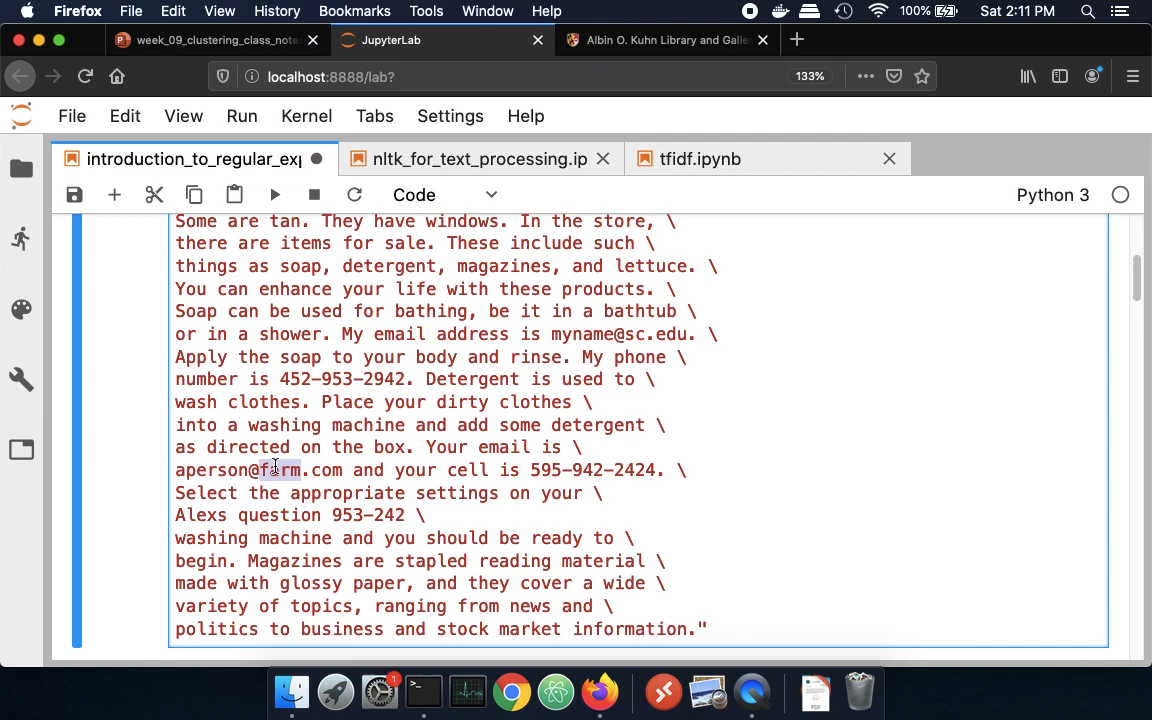 Firefox File Edit View History Bookmarks Tools Window Help 100% Sat 2:11 PM
week_09_clustering_class_note JupyterLab Albin O. Kuhn Library and Galle
localhost:8888/lab? 133%
File Edit View Run Kernel Tabs Settings Help
introduction_to_regular_exp nltk_for_text_processing.ip tfidf.ipynb
Code Python 3
Some are tan. They have windows. In the store, \
there are items for sale. These include such \
things as soap, detergent, magazines, and lettuce. \
You can enhance your life with these products. \
Soap can be used for bathing, be it in a bathtub \
or in a shower. My email address is myname@sc.edu. \
Apply the soap to your body and rinse. My phone \
number is 452-953-2942. Detergent is used to \
wash clothes. Place your dirty clothes \
into a washing machine and add some detergent \
as directed on the box. Your email is \
aperson@farm.com and your cell is 595-942-2424. \
Select the appropriate settings on your \
Alexs question 953-242 \
washing machine and you should be ready to \
begin. Magazines are stapled reading material \
made with glossy paper, and they cover a wide \
variety of topics, ranging from news and \
politics to business and stock market information."
1
PDF